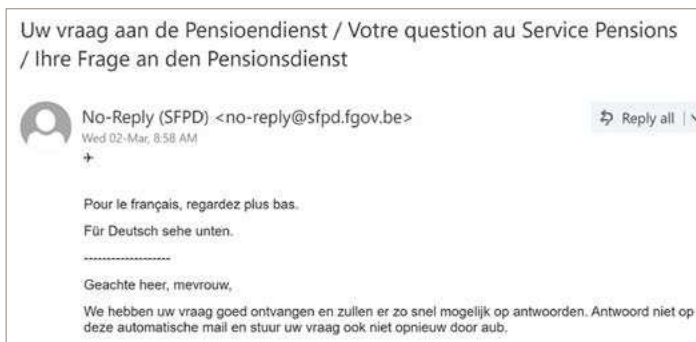 Uw vraag aan de Pensioendienst / Votre question au Service Pensions
/ Ihre Frage an den Pensionsdienst
No-Reply (SFPD) <no-reply@sfpd.fgov.be>
Reply all
Wed 02-Mar, 8:58 AM
Pour le français, regardez plus bas.
Für Deutsch sehe unten.
-------------------
Geachte heer, mevrouw,
We hebben uw vraag goed ontvangen en zullen er zo snel mogelijk op antwoorden. Antwoord niet op
deze automatische mail en stuur uw vraag ook niet opnieuw door aub.